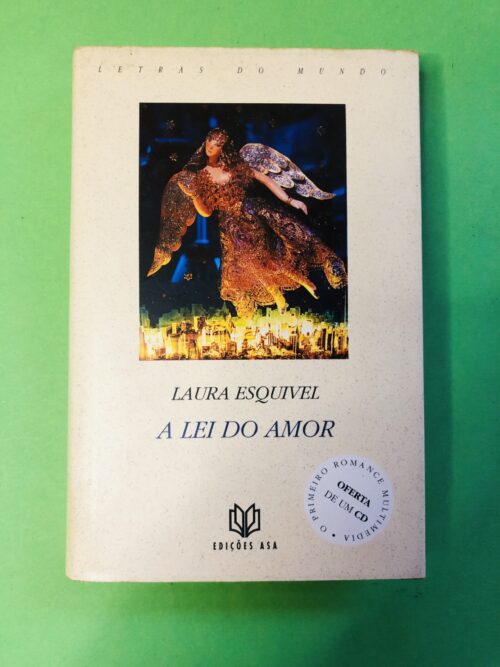 LETRAS DO MUNDO
LAURA ESQUIVEL
A LEI DO AMOR
O PRIMEIRO ROMANCE MULTIMEDIA •
OFERTA
DE UM CD
EDIÇÕES ASA